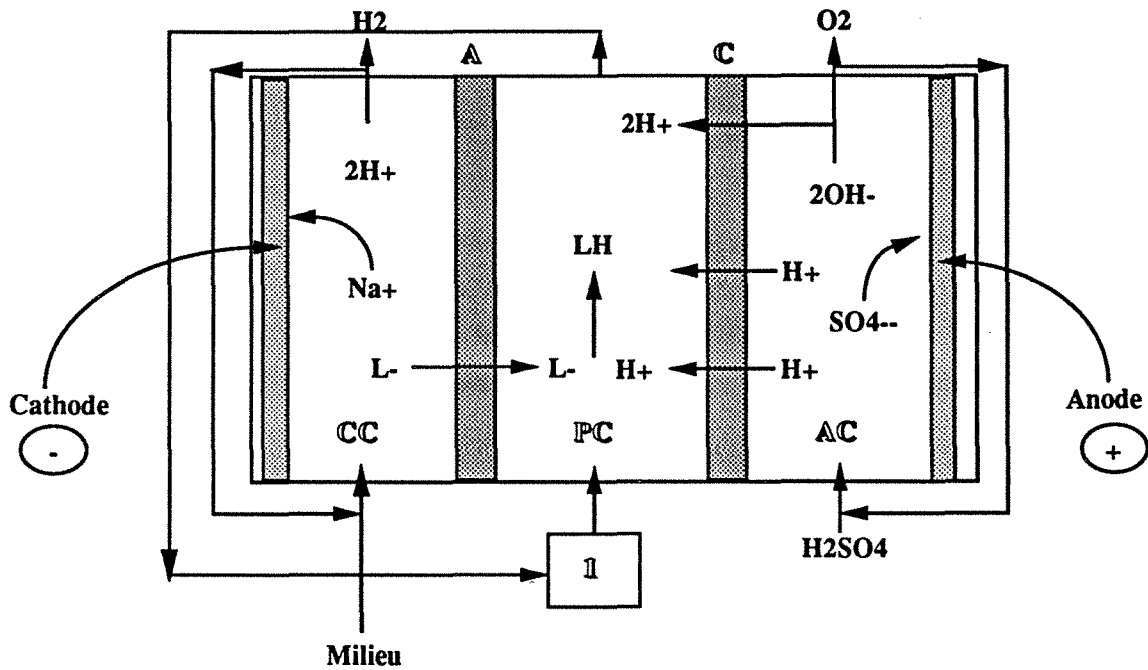 H2
O2
A
C
2H+
2H+
2OH-
LH
Na+
H+
SO4--
L-
L-
H+
H+
Cathode
Anode
CC
PC
AC
-
+
H2SO4
1
Milieu